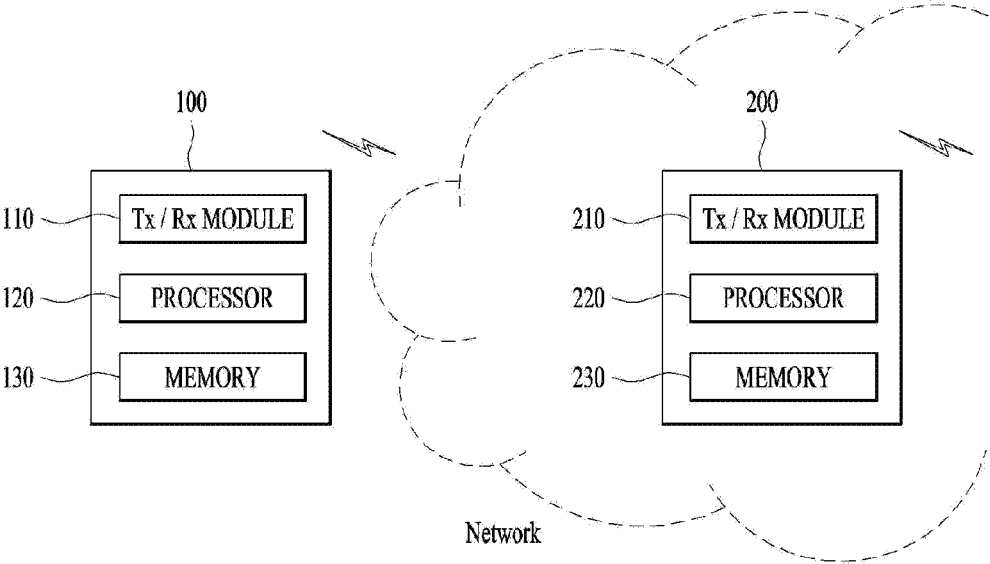 100
200
110
Tx / Rx MODULE
210
Tx / Rx MODULE
120
PROCESSOR
220
PROCESSOR
130
MEMORY
230
MEMORY
Network